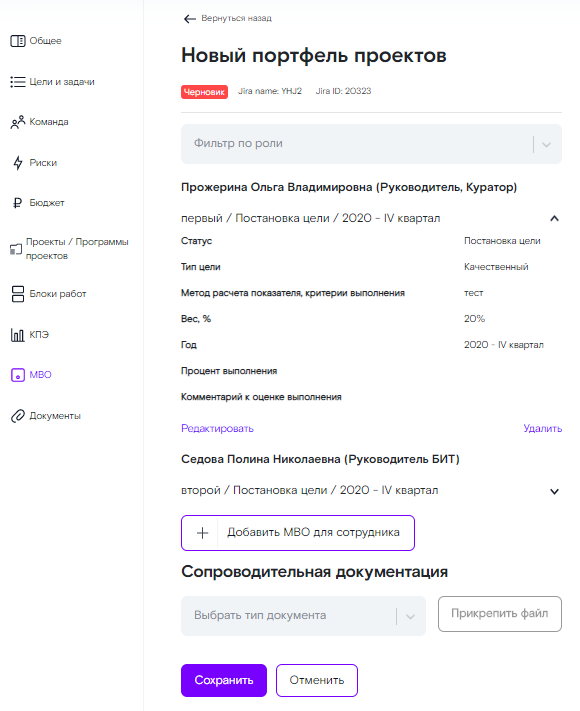 Вернуться назад
Общее
Цели и задачи
Команда
Риски
Бюджет
Проекты / Программы
проектов
Блоки работ
КПЭ
МВО
Документы
Новый портфель проектов
Черновик Jira name: YHJ2 Jira ID: 20323
Фильтр по роли
Прожерина Ольга Владимировна (Руководитель, Куратор)
первый / Постановка цели / 2020 - IV квартал
Статус Постановка цели
Тип цели Качественный
Метод расчета показателя, критерии выполнения тест
Вес, % 20%
Год 2020 - IV квартал
Процент выполнения
Комментарий к оценке выполнения
Редактировать Удалить
Седова Полина Николаевна (Руководитель БИТ)
второй / Постановка цели / 2020 - IV квартал
Добавить МВО для сотрудника
Сопроводительная документация
Выбрать тип документа Прикрепить файл
Сохранить Отменить